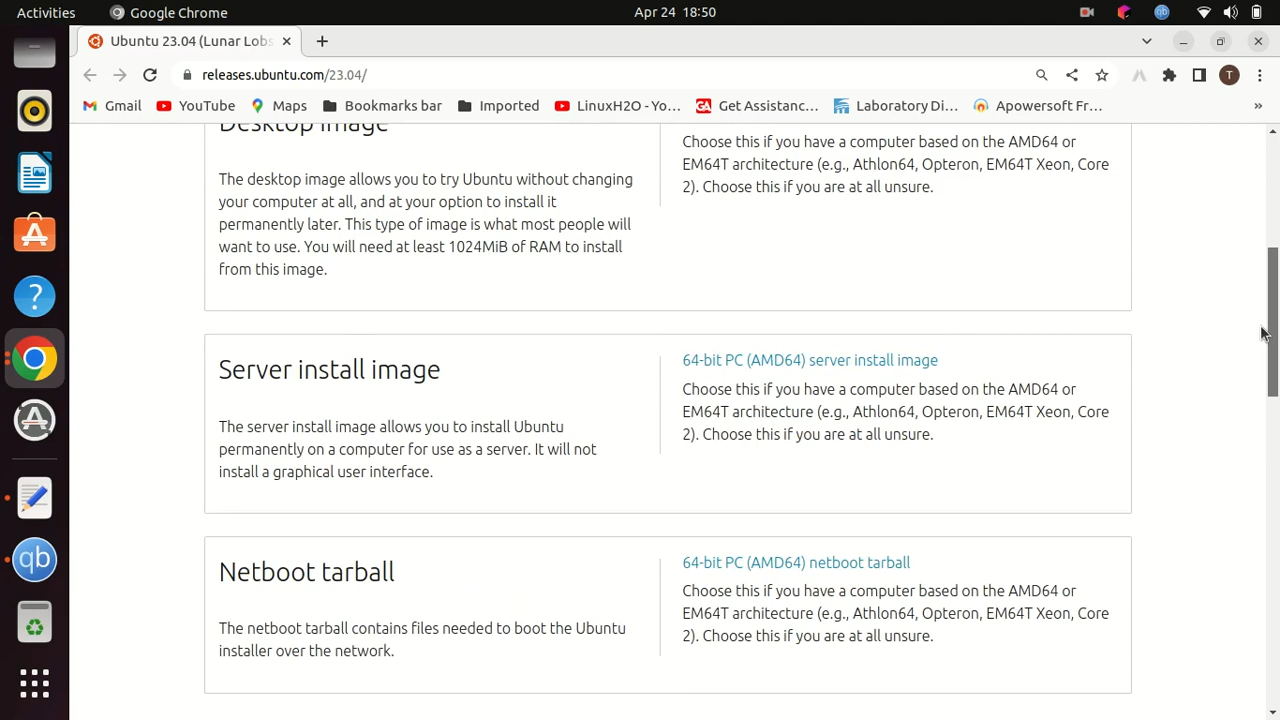 Activities
Google Chrome
Apr 24 18:50
Ubuntu 23.04 (Lunar Lobs
releases.ubuntu.com/23.04/
T
Gmail
YouTube
Maps
Bookmarks bar
Imported
LinuxH2O - Yo...
GA
Get Assistanc...
Laboratory Di...
Apowersoft Fr...
»
Desktop image
The desktop image allows you to try Ubuntu without changing
your computer at all, and at your option to install it
permanently later. This type of image is what most people will
want to use. You will need at least 1024MiB of RAM to install
from this image.
Choose this if you have a computer based on the AMD64 or
EM64T architecture (e.g., Athlon64, Opteron, EM64T Xeon, Core
2). Choose this if you are at all unsure.
Server install image
The server install image allows you to install Ubuntu
permanently on a computer for use as a server. It will not
install a graphical user interface.
64-bit PC (AMD64) server install image
Choose this if you have a computer based on the AMD64 or
EM64T architecture (e.g., Athlon64, Opteron, EM64T Xeon, Core
2). Choose this if you are at all unsure.
Netboot tarball
The netboot tarball contains files needed to boot the Ubuntu
installer over the network.
64-bit PC (AMD64) netboot tarball
Choose this if you have a computer based on the AMD64 or
EM64T architecture (e.g., Athlon64, Opteron, EM64T Xeon, Core
2). Choose this if you are at all unsure.
?
qb